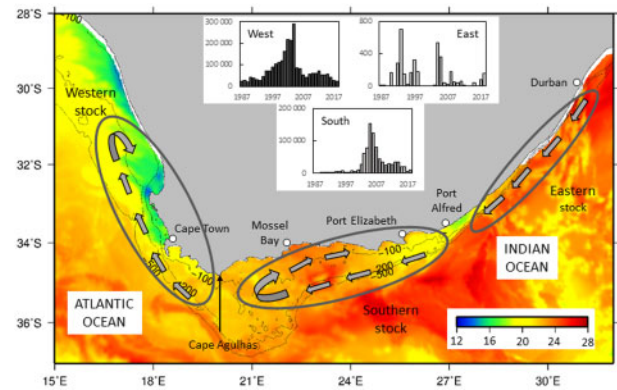 28°S
30°S
32°S
34°S
36°S
15°E
18°E
21°E
24°E
27°E
30°E
-100
300 000
200 000
100 000
0
West
1987
1997
2007
2017
800
400
0
East
1987
1997
2007
2017
200 000
100 000
0
South
1987
1997
2007
2017
Durban
Western
stock
Eastern
stock
Port
Alfred
Port Elizabeth
Mossel
Bay
Cape Town
-100
-200
-500
-100
-500
-200
-100
INDIAN
OCEAN
ATLANTIC
OCEAN
Southern
stock
Cape Agulhas
12
16
20
24
28